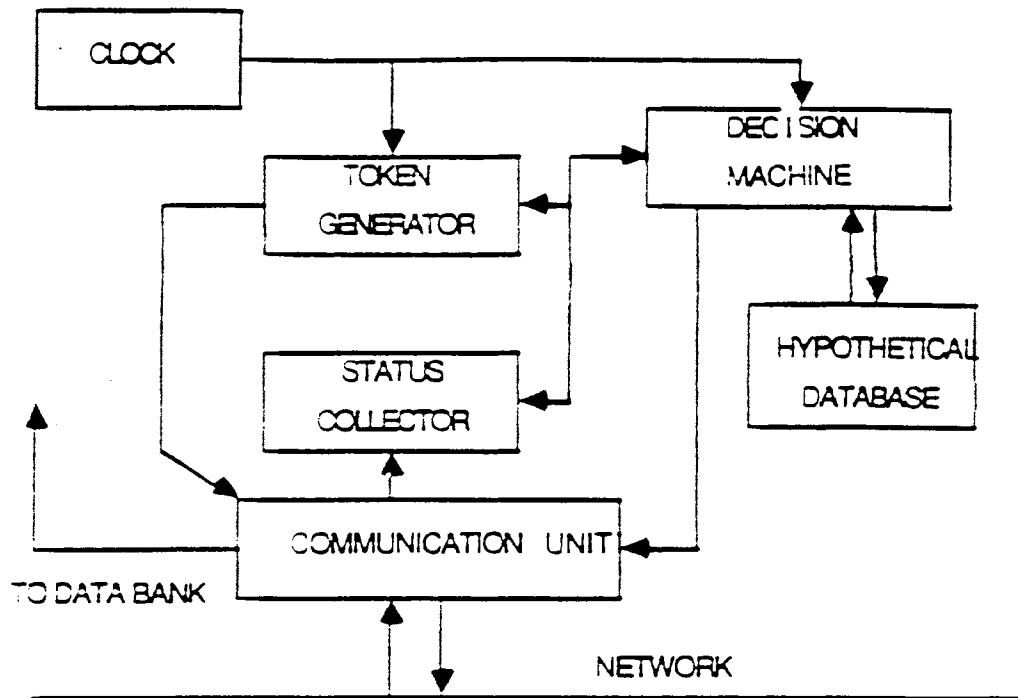 CLOCK
DECISION
MACHINE
TOKEN
GENERATOR
HYPOTHETICAL
DATABASE
STATUS
COLLECTOR
COMMUNICATION UNIT
TO DATA BANK
NETWORK